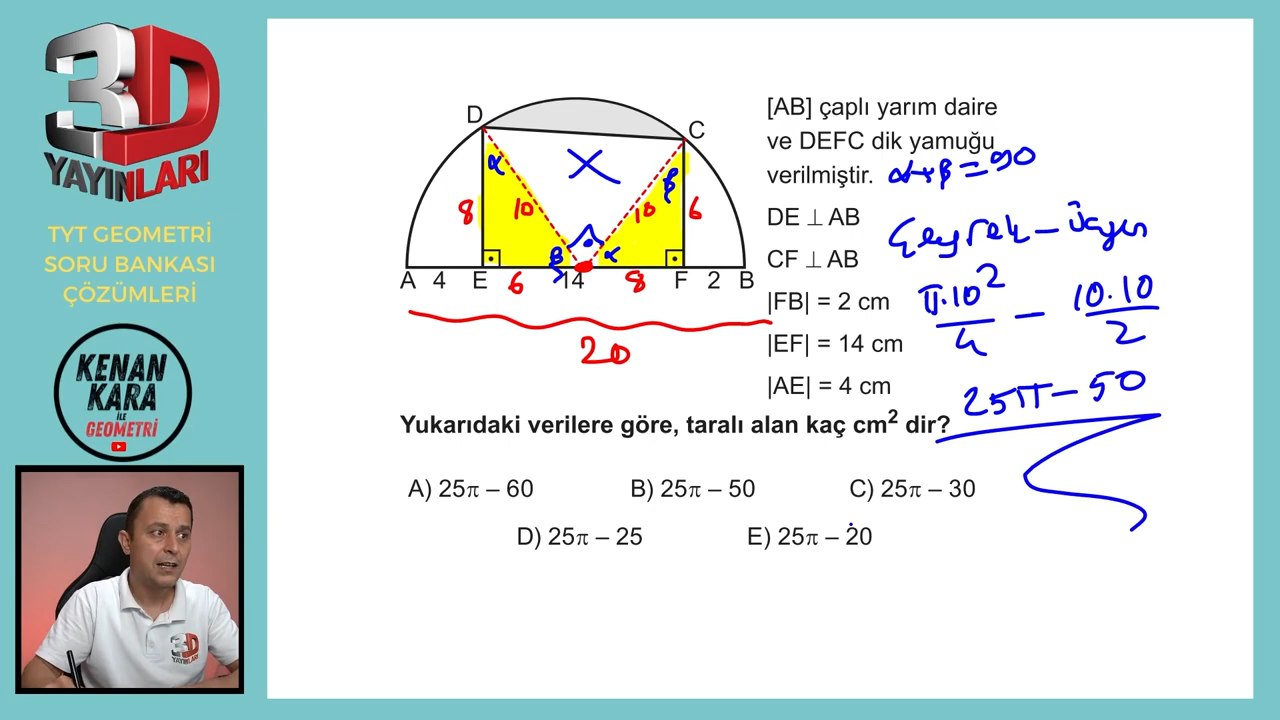 3D
YAYINLARI
TYT GEOMETRİ
SORU BANKASI
ÇÖZÜMLERİ
KENAN
KARA
İLE
GEOMETRİ
3D
YAYINLARI
D
C
α
β
8
10
10
6
β
α
A 4 E 6 14 8 F 2 B
20
[AB] çaplı yarım daire
ve DEFC dik yamuğu
verilmiştir. α+β=90
DE ⊥ AB
Çeyrek – üçgen
CF ⊥ AB
|FB| = 2 cm
π·10²/4 – 10·10/2
|EF| = 14 cm
|AE| = 4 cm
25π – 50
Yukarıdaki verilere göre, taralı alan kaç cm² dir?
A) 25π – 60 B) 25π – 50 C) 25π – 30
D) 25π – 25 E) 25π – 20